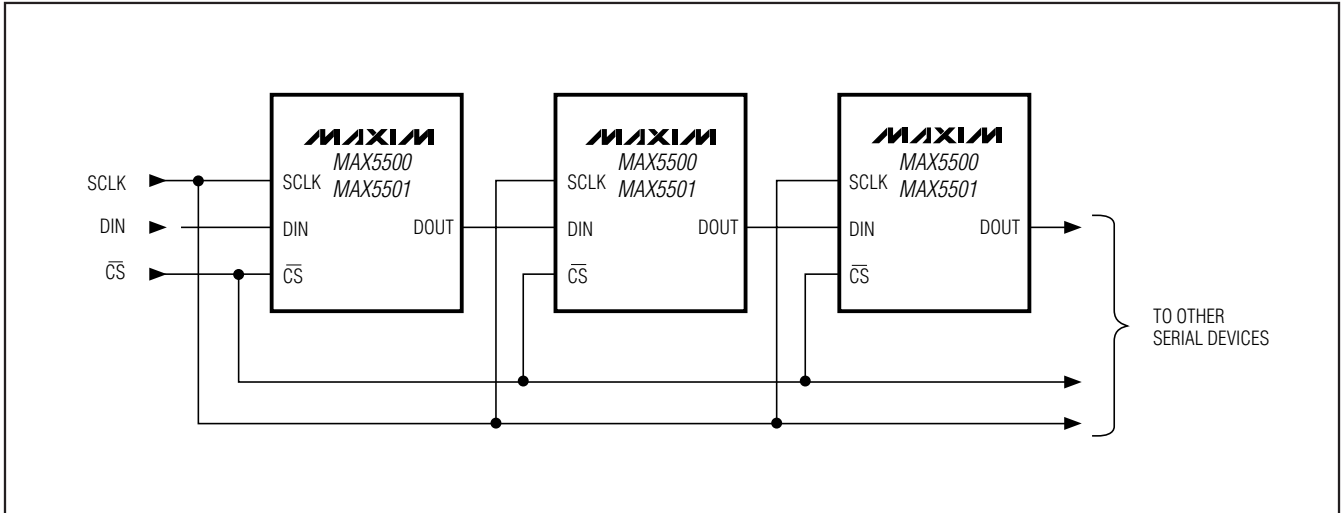 MAXIM
MAX5500
MAX5501
SCLK
DIN
CS
SCLK
DIN
CS
DOUT
MAXIM
MAX5500
MAX5501
SCLK
DIN
CS
DOUT
MAXIM
MAX5500
MAX5501
SCLK
DIN
CS
DOUT
TO OTHER
SERIAL DEVICES